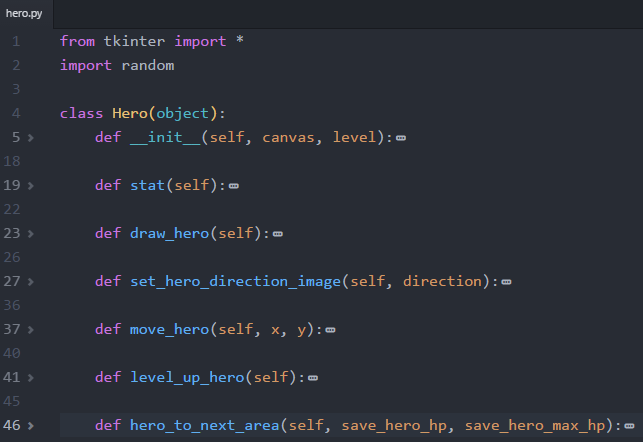 hero.py
1 from tkinter import *
2 import random
3
4 class Hero(object):
5 def __init__(self, canvas, level):
18
19 def stat(self):
22
23 def draw_hero(self):
26
27 def set_hero_direction_image(self, direction):
36
37 def move_hero(self, x, y):
40
41 def level_up_hero(self):
45
46 def hero_to_next_area(self, save_hero_hp, save_hero_max_hp):